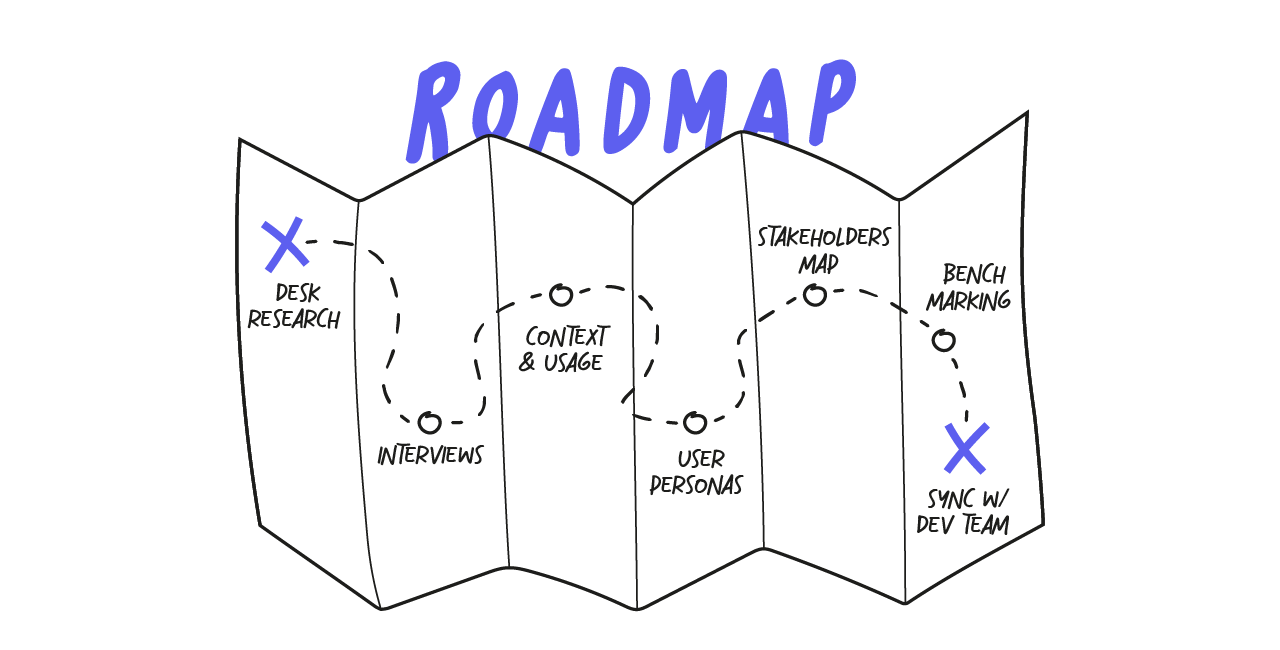 ROADMAP
DESK
RESEARCH
INTERVIEWS
CONTEXT
& USAGE
USER
PERSONAS
STAKEHOLDERS
MAP
BENCH
MARKING
SYNC W/
DEV TEAM